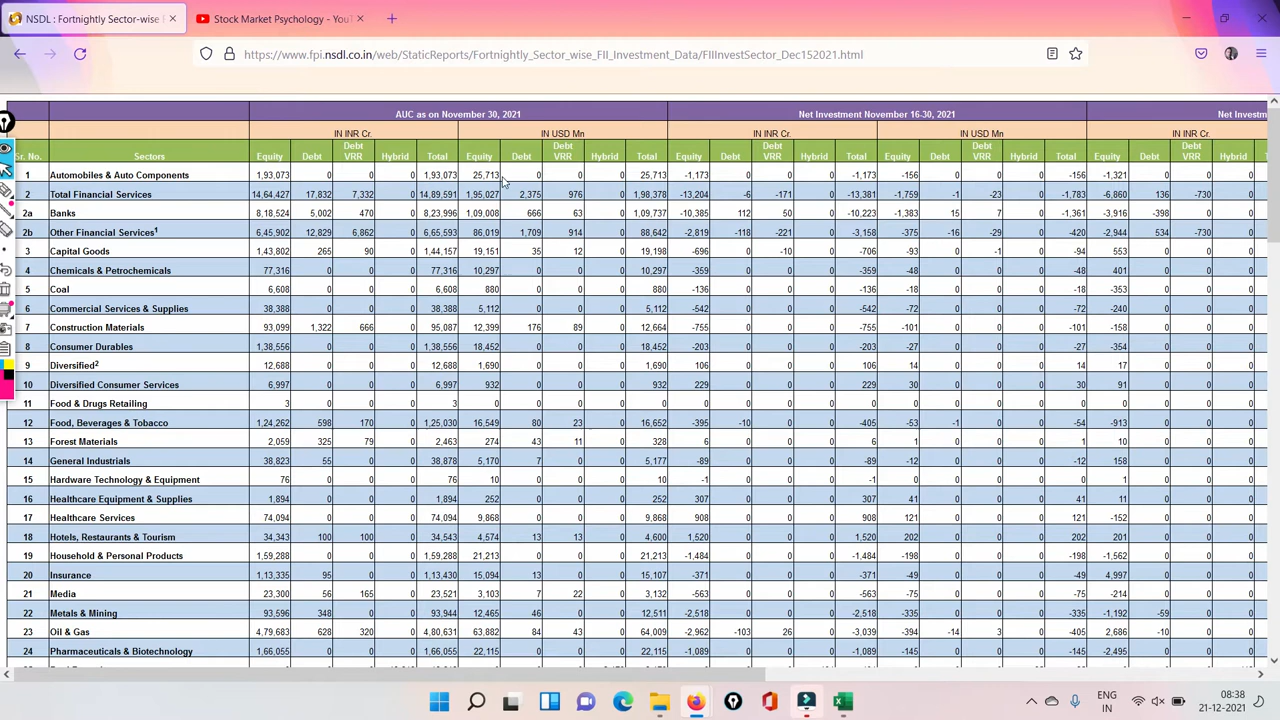 NSDL : Fortnightly Sector-wise F
Stock Market Psychology - YouT
https://www.fpi.nsdl.co.in/web/StaticReports/Fortnightly_Sector_wise_FII_Investment_Data/FIIInvestSector_Dec152021.html
AUC as on November 30, 2021 Net Investment November 16-30, 2021 Net Investm
IN INR Cr. IN USD Mn IN INR Cr. IN USD Mn IN INR Cr.
Sr. No. Sectors Equity Debt Debt VRR Hybrid Total Equity Debt Debt VRR Hybrid Total Equity Debt Debt VRR Hybrid Total Equity Debt Debt VRR Hybrid Total Equity Debt Debt VRR Hybrid
1 Automobiles & Auto Components 1,93,073 0 0 0 1,93,073 25,713 0 0 0 25,713 -1,173 0 0 0 -1,173 -156 0 0 0 -156 -1,321 0 0 0
2 Total Financial Services 14,64,427 17,832 7,332 0 14,89,591 1,95,027 2,375 976 0 1,98,378 -13,204 -6 -171 0 -13,381 -1,759 -1 -23 0 -1,783 -6,860 136 -730 0
2a Banks 8,18,524 5,002 470 0 8,23,996 1,09,008 666 63 0 1,09,737 -10,385 112 50 0 -10,223 -1,383 15 7 0 -1,361 -3,916 -398 0 0
2b Other Financial Services1 6,45,902 12,829 6,862 0 6,65,593 86,019 1,709 914 0 88,642 -2,819 -118 -221 0 -3,158 -375 -16 -29 0 -420 -2,944 534 -730 0
3 Capital Goods 1,43,802 265 90 0 1,44,157 19,151 35 12 0 19,198 -696 0 -10 0 -706 -93 0 -1 0 -94 553 0 0 0
4 Chemicals & Petrochemicals 77,316 0 0 0 77,316 10,297 0 0 0 10,297 -359 0 0 0 -359 -48 0 0 0 -48 401 0 0 0
5 Coal 6,608 0 0 0 6,608 880 0 0 0 880 -136 0 0 0 -136 -18 0 0 0 -18 -353 0 0 0
6 Commercial Services & Supplies 38,388 0 0 0 38,388 5,112 0 0 0 5,112 -542 0 0 0 -542 -72 0 0 0 -72 -240 0 0 0
7 Construction Materials 93,099 1,322 666 0 95,087 12,399 176 89 0 12,664 -755 0 0 0 -755 -101 0 0 0 -101 -158 0 0 0
8 Consumer Durables 1,38,556 0 0 0 1,38,556 18,452 0 0 0 18,452 -203 0 0 0 -203 -27 0 0 0 -27 -354 0 0 0
9 Diversified2 12,688 0 0 0 12,688 1,690 0 0 0 1,690 106 0 0 0 106 14 0 0 0 14 17 0 0 0
10 Diversified Consumer Services 6,997 0 0 0 6,997 932 0 0 0 932 229 0 0 0 229 30 0 0 0 30 91 0 0 0
11 Food & Drugs Retailing 3 0 0 0 3 0 0 0 0 0 0 0 0 0 0 0 0 0 0 0 0 0 0 0
12 Food, Beverages & Tobacco 1,24,262 598 170 0 1,25,030 16,549 80 23 0 16,652 -395 -10 0 0 -405 -53 -1 0 0 -54 -913 0 0 0
13 Forest Materials 2,059 325 79 0 2,463 274 43 11 0 328 6 0 0 0 6 1 0 0 0 1 10 0 0 0
14 General Industrials 38,823 55 0 0 38,878 5,170 7 0 0 5,177 -89 0 0 0 -89 -12 0 0 0 -12 158 0 0 0
15 Hardware Technology & Equipment 76 0 0 0 76 10 0 0 0 10 -1 0 0 0 -1 0 0 0 0 0 1 0 0 0
16 Healthcare Equipment & Supplies 1,894 0 0 0 1,894 252 0 0 0 252 307 0 0 0 307 41 0 0 0 41 11 0 0 0
17 Healthcare Services 74,094 0 0 0 74,094 9,868 0 0 0 9,868 908 0 0 0 908 121 0 0 0 121 -152 0 0 0
18 Hotels, Restaurants & Tourism 34,343 100 100 0 34,543 4,574 13 13 0 4,600 1,520 0 0 0 1,520 202 0 0 0 202 201 0 0 0
19 Household & Personal Products 1,59,288 0 0 0 1,59,288 21,213 0 0 0 21,213 -1,484 0 0 0 -1,484 -198 0 0 0 -198 -1,562 0 0 0
20 Insurance 1,13,335 95 0 0 1,13,430 15,094 13 0 0 15,107 -371 0 0 0 -371 -49 0 0 0 -49 4,997 0 0 0
21 Media 23,300 56 165 0 23,521 3,103 7 22 0 3,132 -563 0 0 0 -563 -75 0 0 0 -75 -214 0 0 0
22 Metals & Mining 93,596 348 0 0 93,944 12,465 46 0 0 12,511 -2,518 0 0 0 -2,518 -335 0 0 0 -335 -1,192 -59 0 0
23 Oil & Gas 4,79,683 628 320 0 4,80,631 63,882 84 43 0 64,009 -2,962 -103 26 0 -3,039 -394 -14 3 0 -405 2,686 -10 0 0
24 Pharmaceuticals & Biotechnology 1,66,055 0 0 0 1,66,055 22,115 0 0 0 22,115 -1,089 0 0 0 -1,089 -145 0 0 0 -145 -2,495 0 0 0
ENG
IN
08:38
21-12-2021